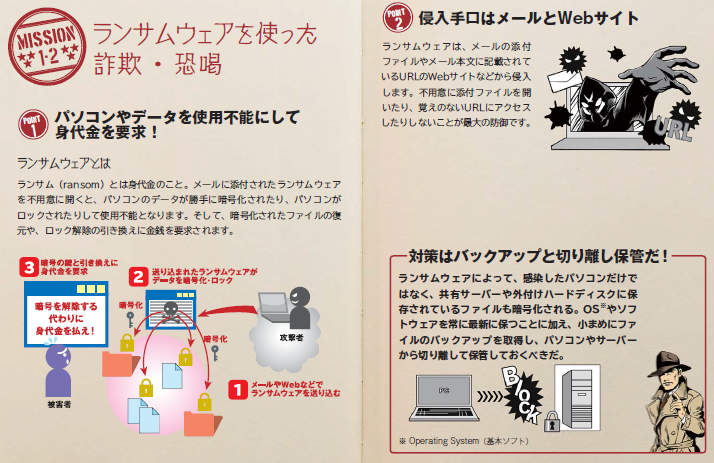 MISSION
1・2
ランサムウェアを使った
詐欺・恐喝
POINT
1
パソコンやデータを使用不能にして
身代金を要求！
ランサムウェアとは
ランサム（ransom）とは身代金のこと。メールに添付されたランサムウェア
を不用意に開くと、パソコンのデータが勝手に暗号化されたり、パソコンが
ロックされたりして使用不能となります。そして、暗号化されたファイルの復
元や、ロック解除の引き換えに金銭を要求されます。
3
暗号の鍵と引き換えに
身代金を要求
2
送り込まれたランサムウェアが
データを暗号化・ロック
暗号を解除する
代わりに
身代金を払え！
暗号化
暗号化
攻撃者
被害者
1
メールやWebなどで
ランサムウェアを送り込む
POINT
2
侵入手口はメールとWebサイト
ランサムウェアは、メールの添付
ファイルやメール本文に記載されて
いるURLのWebサイトなどから侵入
します。不用意に添付ファイルを開
いたり、覚えのないURLにアクセス
したりしないことが最大の防御です。
URL
対策はバックアップと切り離し保管だ！
ランサムウェアによって、感染したパソコンだけで
はなく、共有サーバーや外付けハードディスクに保
存されているファイルも暗号化される。OS※やソフ
トウェアを常に最新に保つことに加え、小まめにファ
イルのバックアップを取得し、パソコンやサーバー
から切り離して保管しておくべきだ。
PC
BLOCK
※ Operating System（基本ソフト）